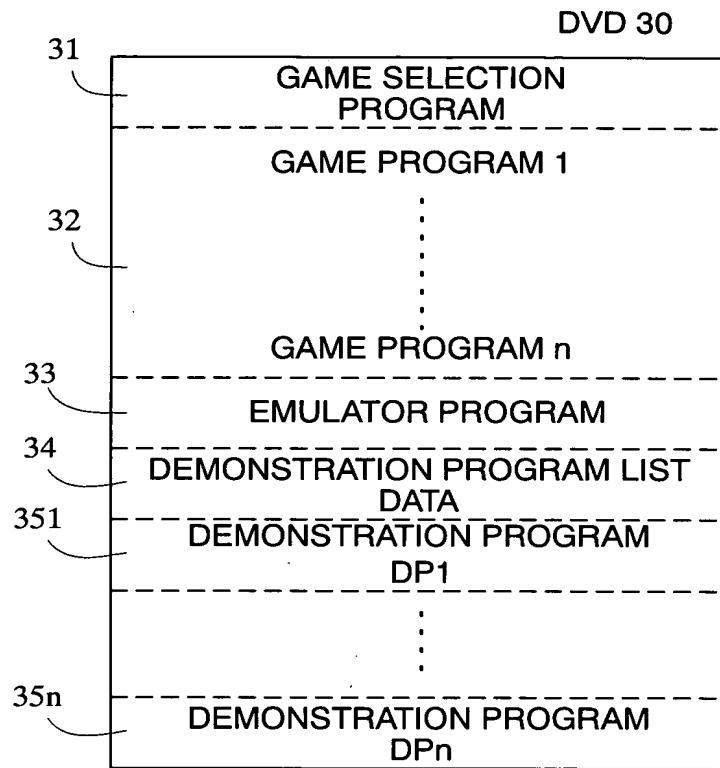 DVD 30
31
GAME SELECTION
PROGRAM
GAME PROGRAM 1
32
GAME PROGRAM n
33
EMULATOR PROGRAM
34
DEMONSTRATION PROGRAM LIST
DATA
351
DEMONSTRATION PROGRAM
DP1
35n
DEMONSTRATION PROGRAM
DPn